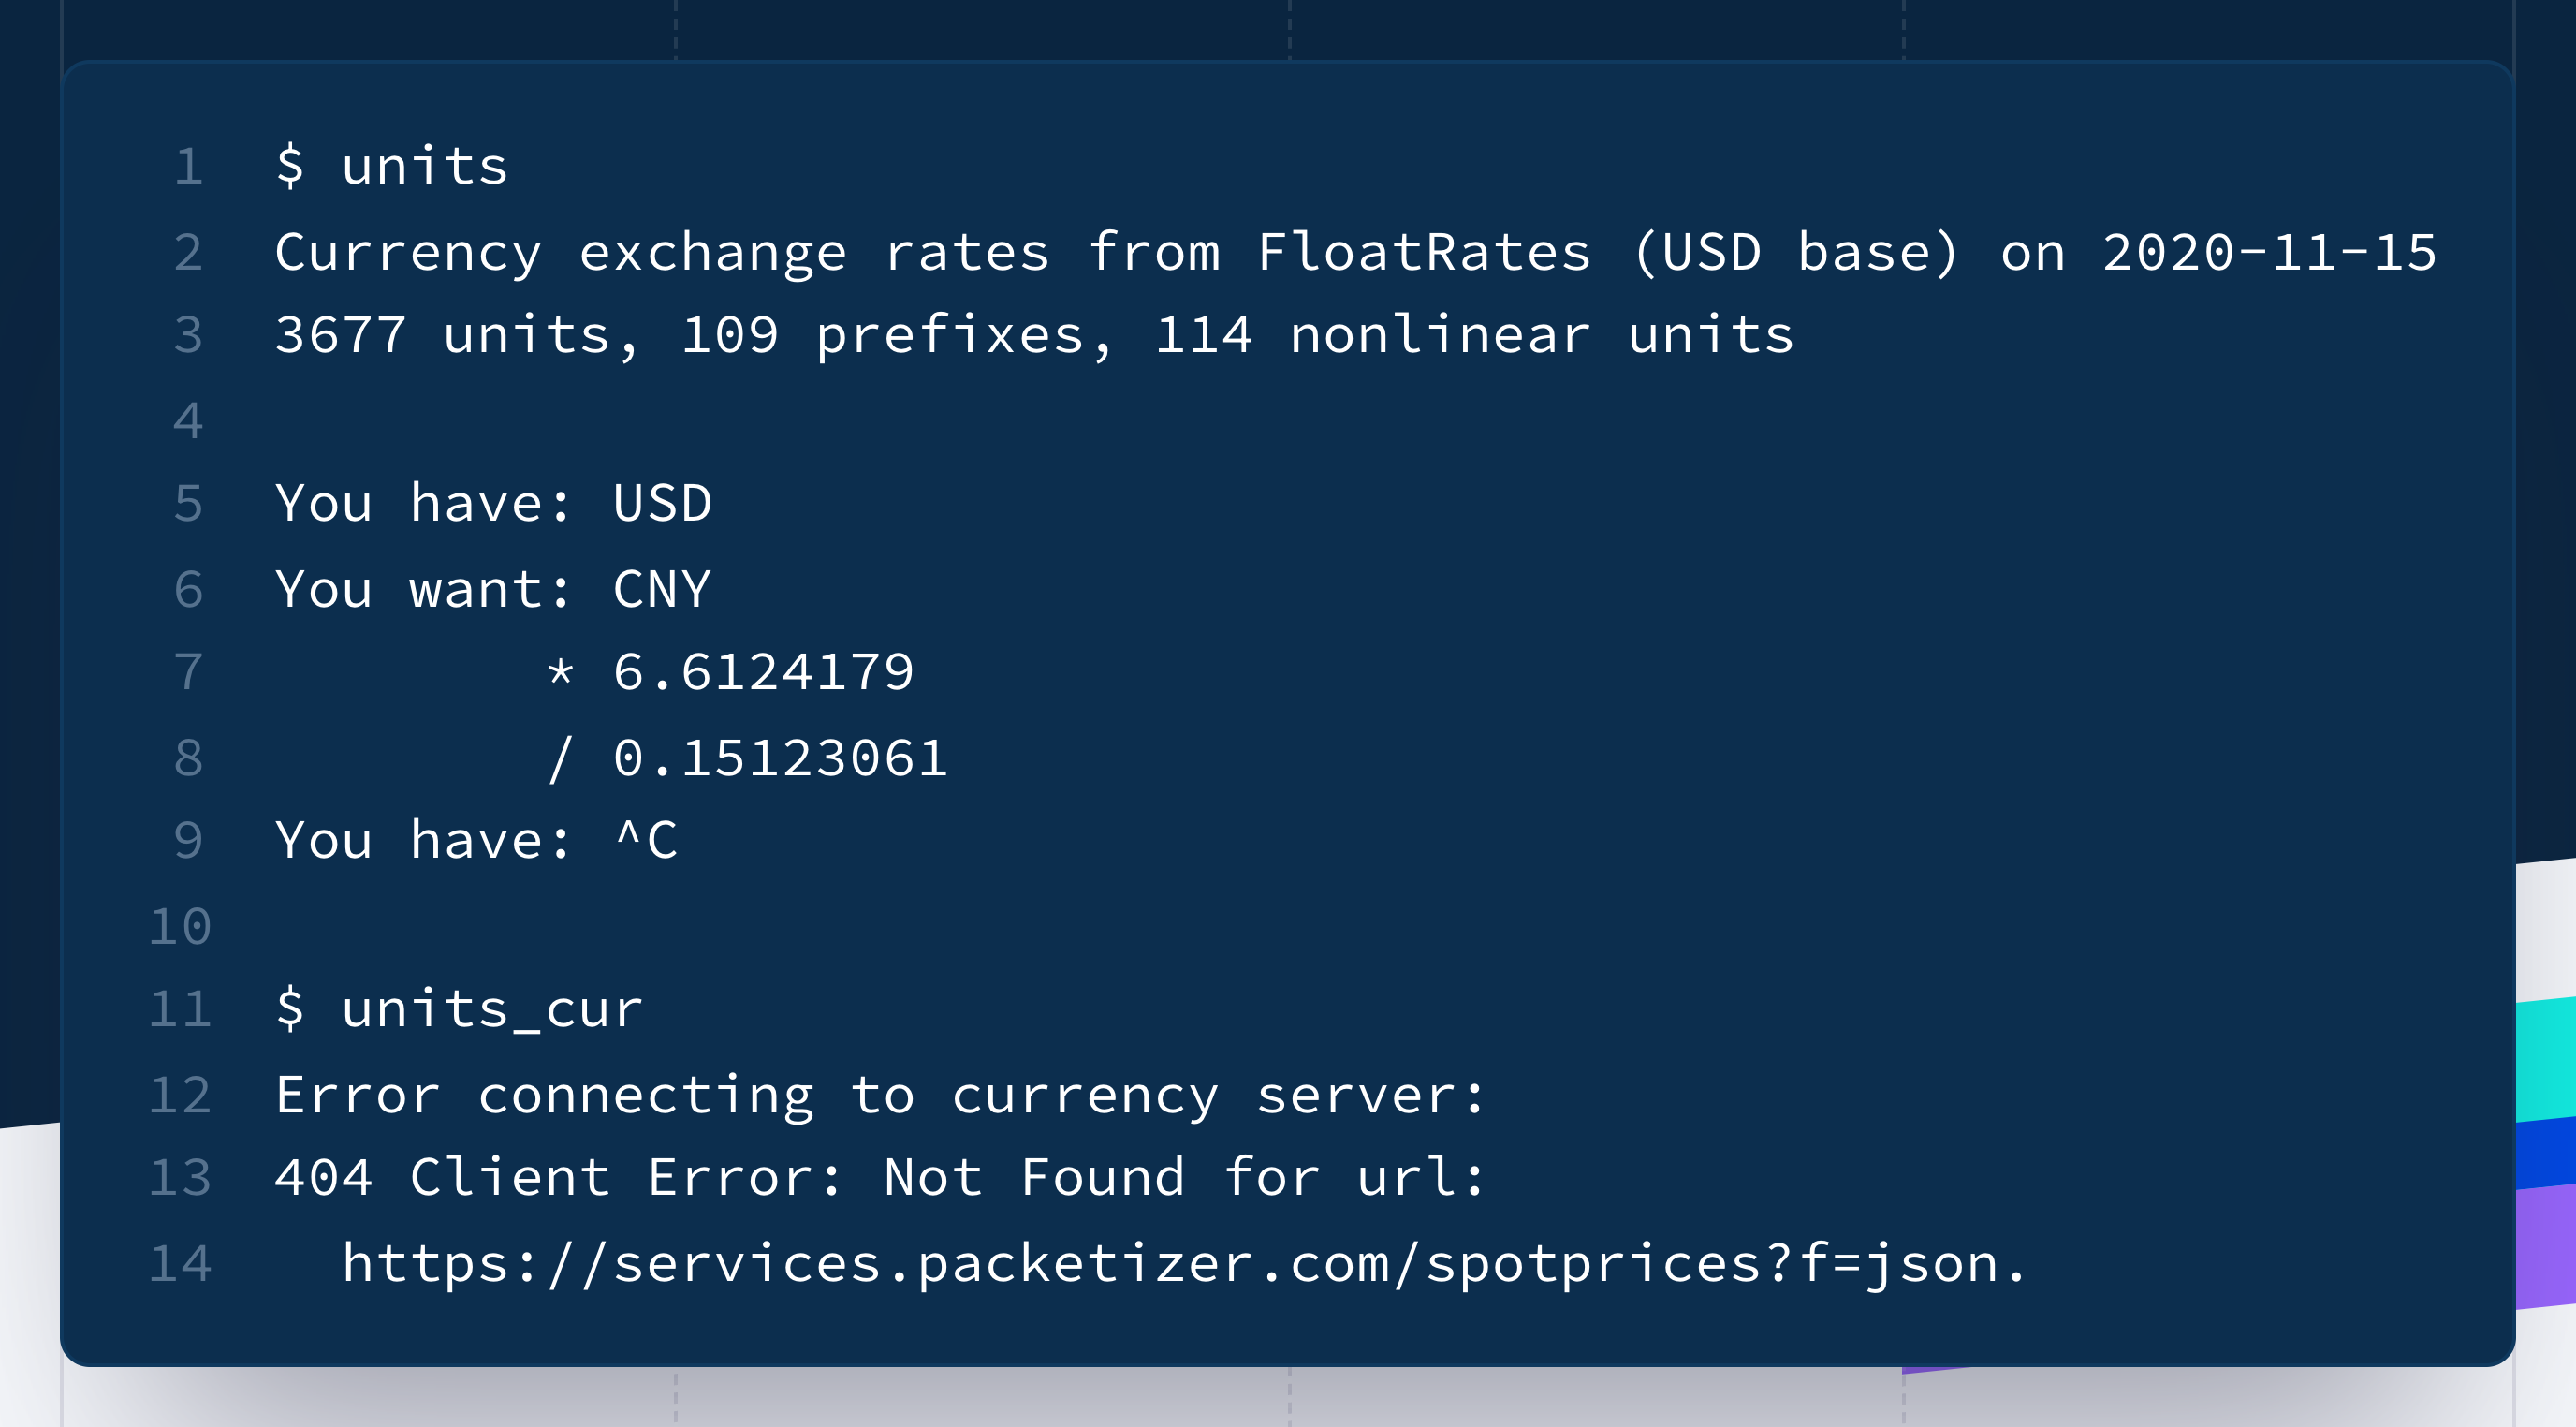 1 $ units
2 Currency exchange rates from FloatRates (USD base) on 2020-11-15
3 3677 units, 109 prefixes, 114 nonlinear units
4
5 You have: USD
6 You want: CNY
7         * 6.6124179
8         / 0.15123061
9 You have: ^C
10
11 $ units_cur
12 Error connecting to currency server:
13 404 Client Error: Not Found for url:
14   https://services.packetizer.com/spotprices?f=json.